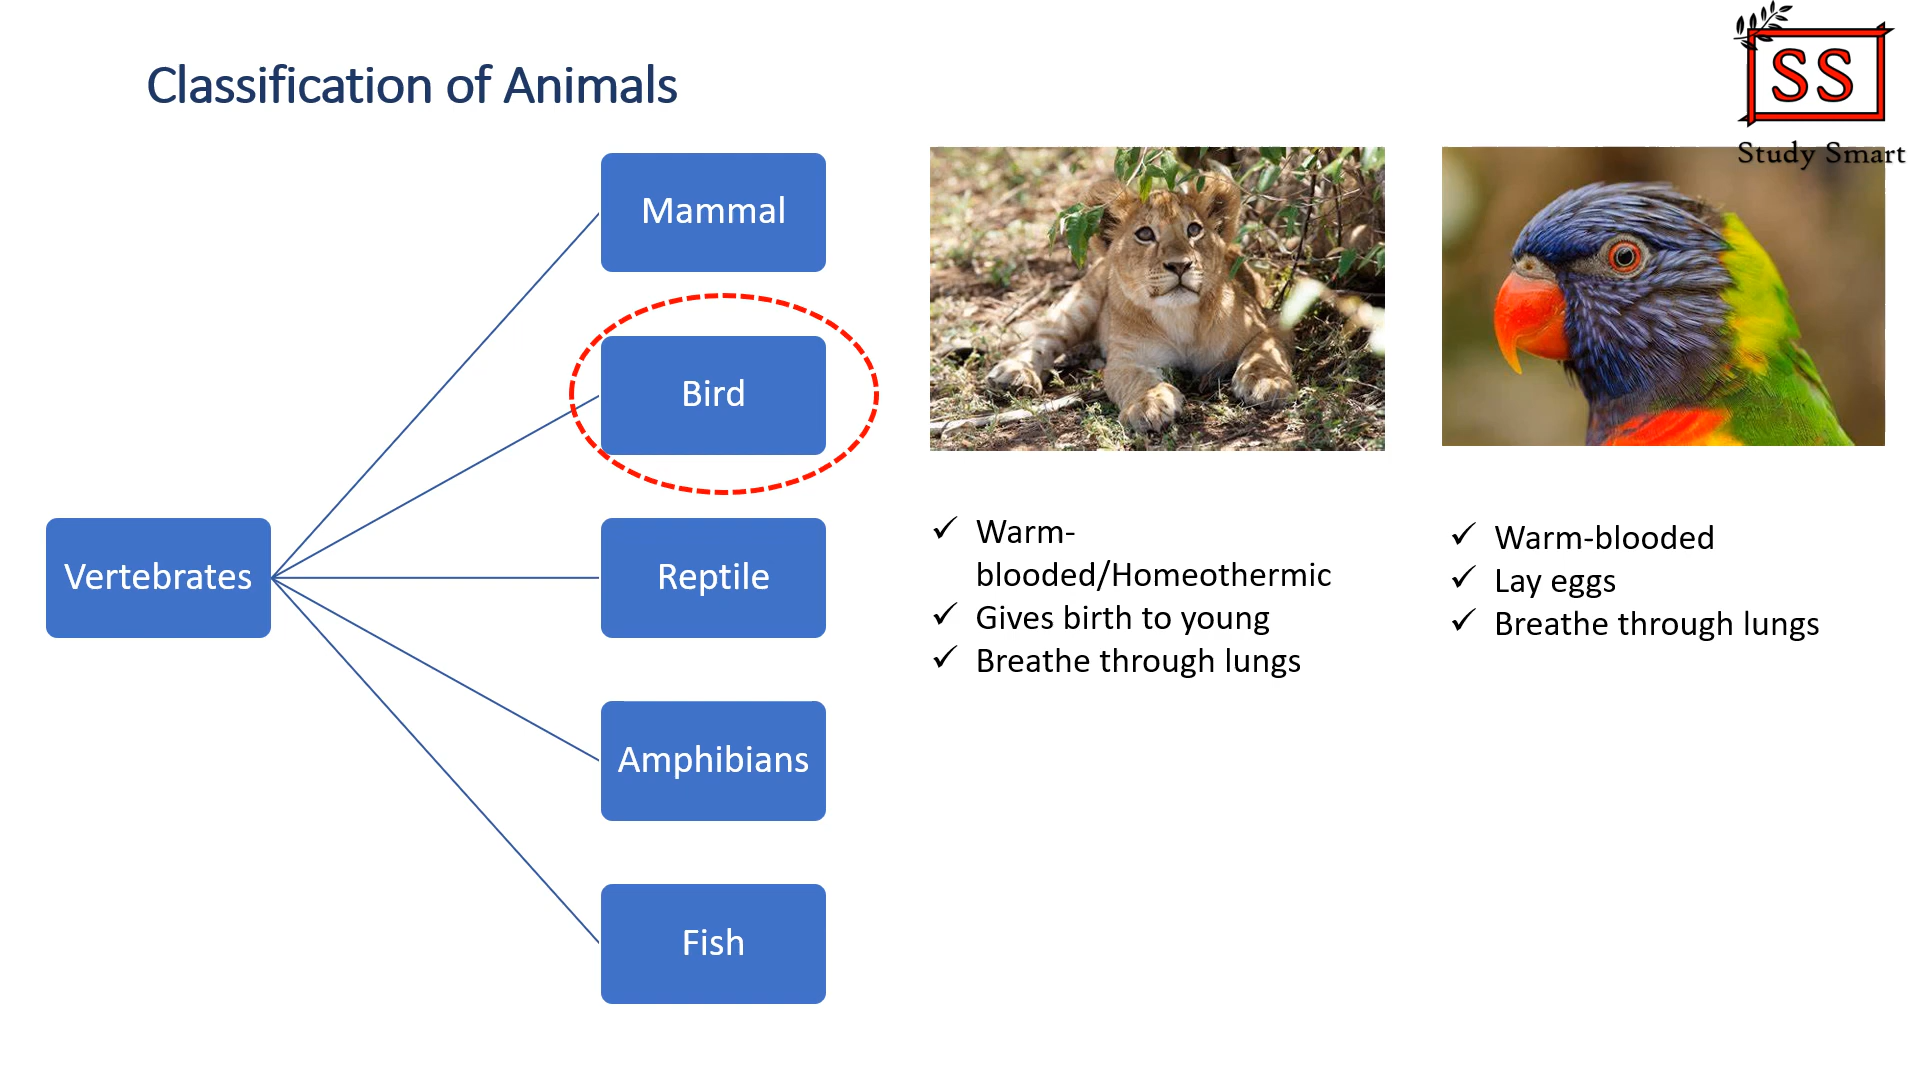 Classification of Animals
SS
Study Smart
Vertebrates
Mammal
Bird
Reptile
Amphibians
Fish
Warm-
blooded/Homeothermic
Gives birth to young
Breathe through lungs
Warm-blooded
Lay eggs
Breathe through lungs